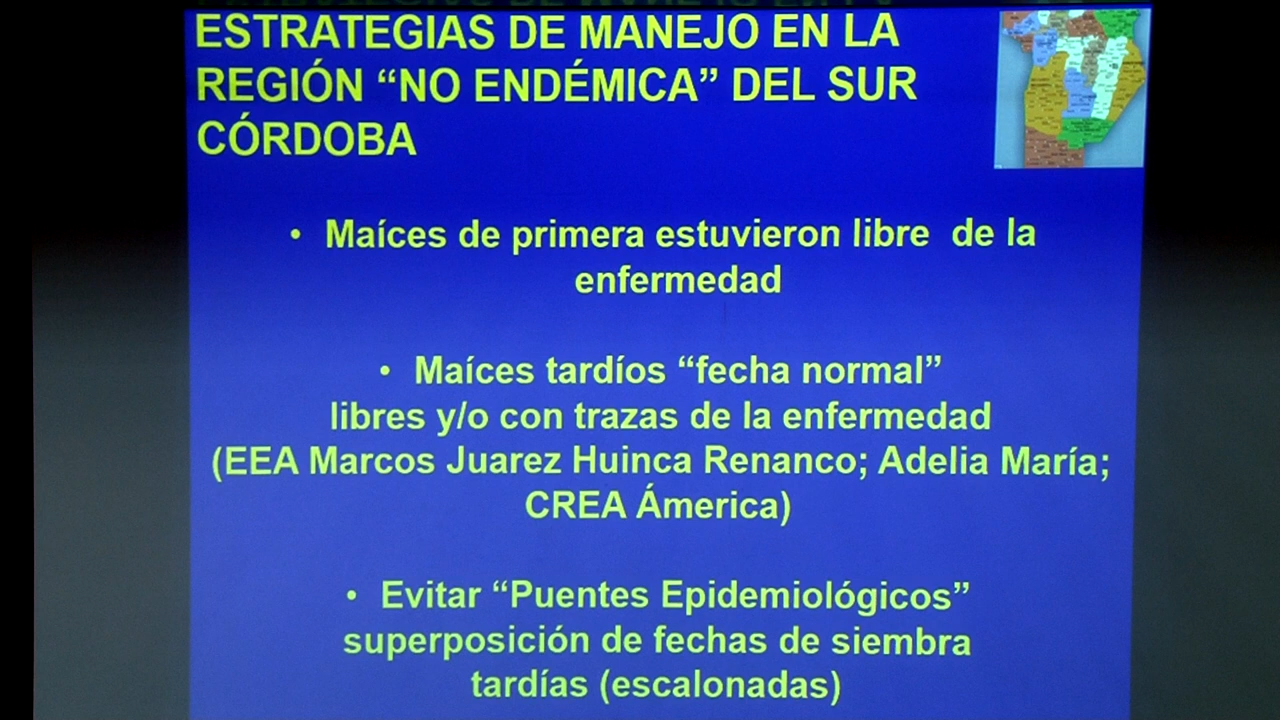 ESTRATEGIAS DE MANEJO EN LA
REGIÓN “NO ENDÉMICA” DEL SUR
CÓRDOBA
• Maíces de primera estuvieron libre de la
enfermedad
• Maíces tardíos “fecha normal”
libres y/o con trazas de la enfermedad
(EEA Marcos Juarez Huinca Renanco; Adelia María;
CREA Ámerica)
• Evitar “Puentes Epidemiológicos”
superposición de fechas de siembra
tardías (escalonadas)